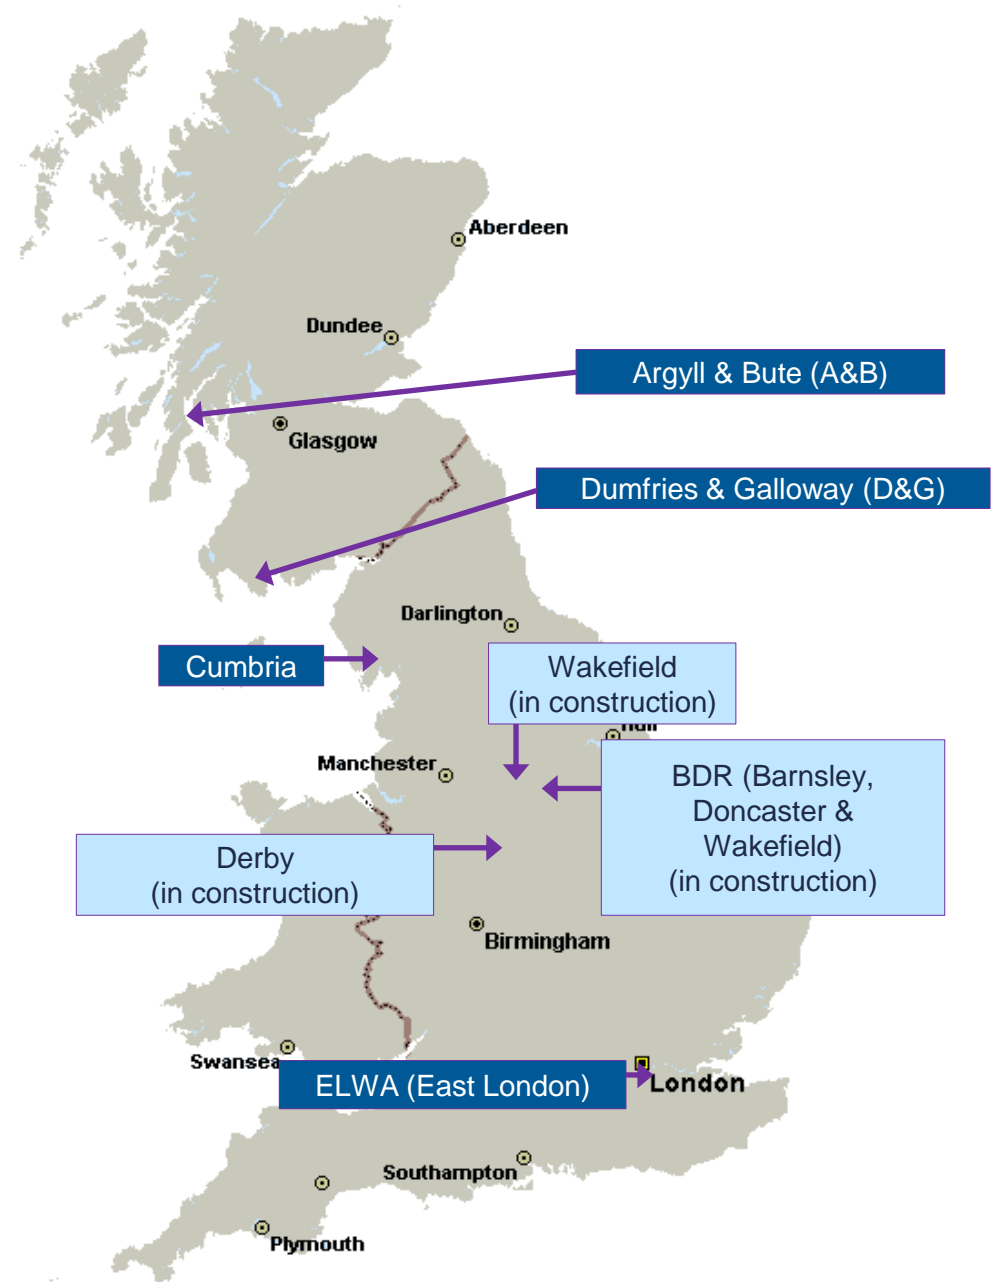 Aberdeen
Dundee
Argyll & Bute (A&B)
Glasgow
Dumfries & Galloway (D&G)
Darlington
Cumbria
Wakefield
(in construction)
Manchester
BDR (Barnsley,
Doncaster &
Wakefield)
(in construction)
Derby
(in construction)
Birmingham
Swansea
ELWA (East London)
London
Southampton
Plymouth